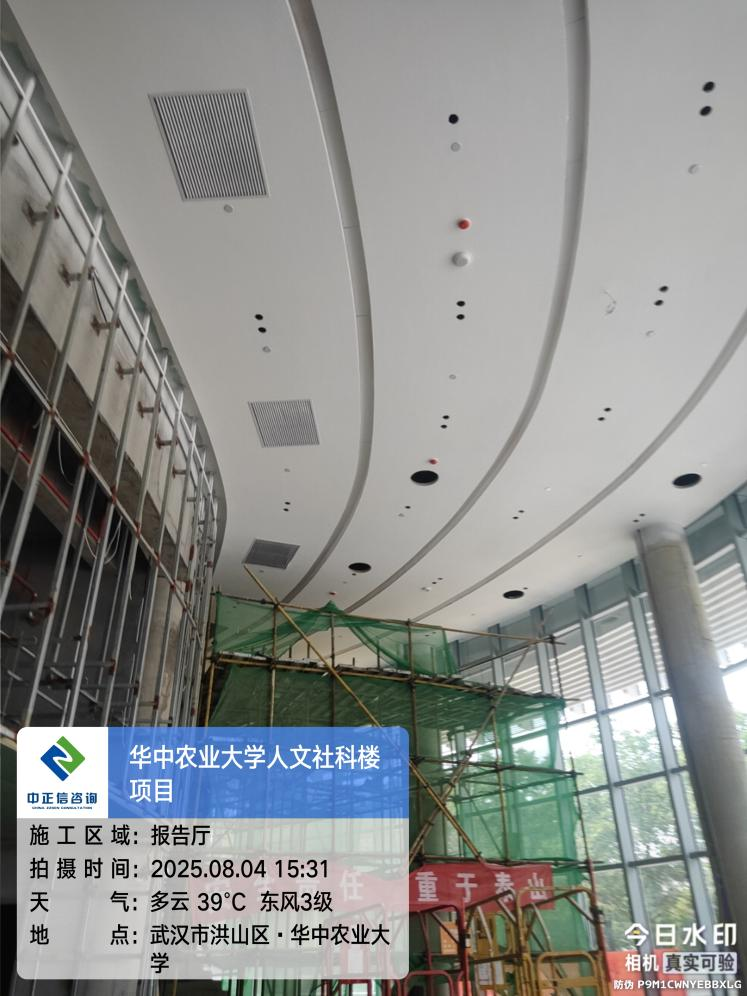 华中农业大学人文社科楼
项目
中正信咨询
施工区域：报告厅
拍摄时间：2025.08.04 15:31
天气：多云 39°C 东风3级
地点：武汉市洪山区·华中农业大
学
任 重于泰山
今日水印
相机 真实可验
防伪 P9M1CWNYEBBXLG